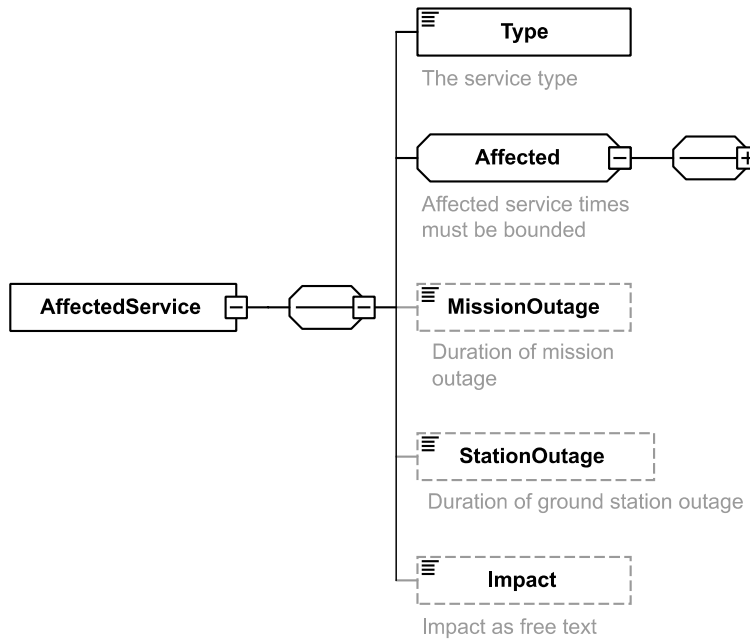 Type
The service type
Affected
Affected service times
must be bounded
AffectedService
MissionOutage
Duration of mission
outage
StationOutage
Duration of ground station outage
Impact
Impact as free text